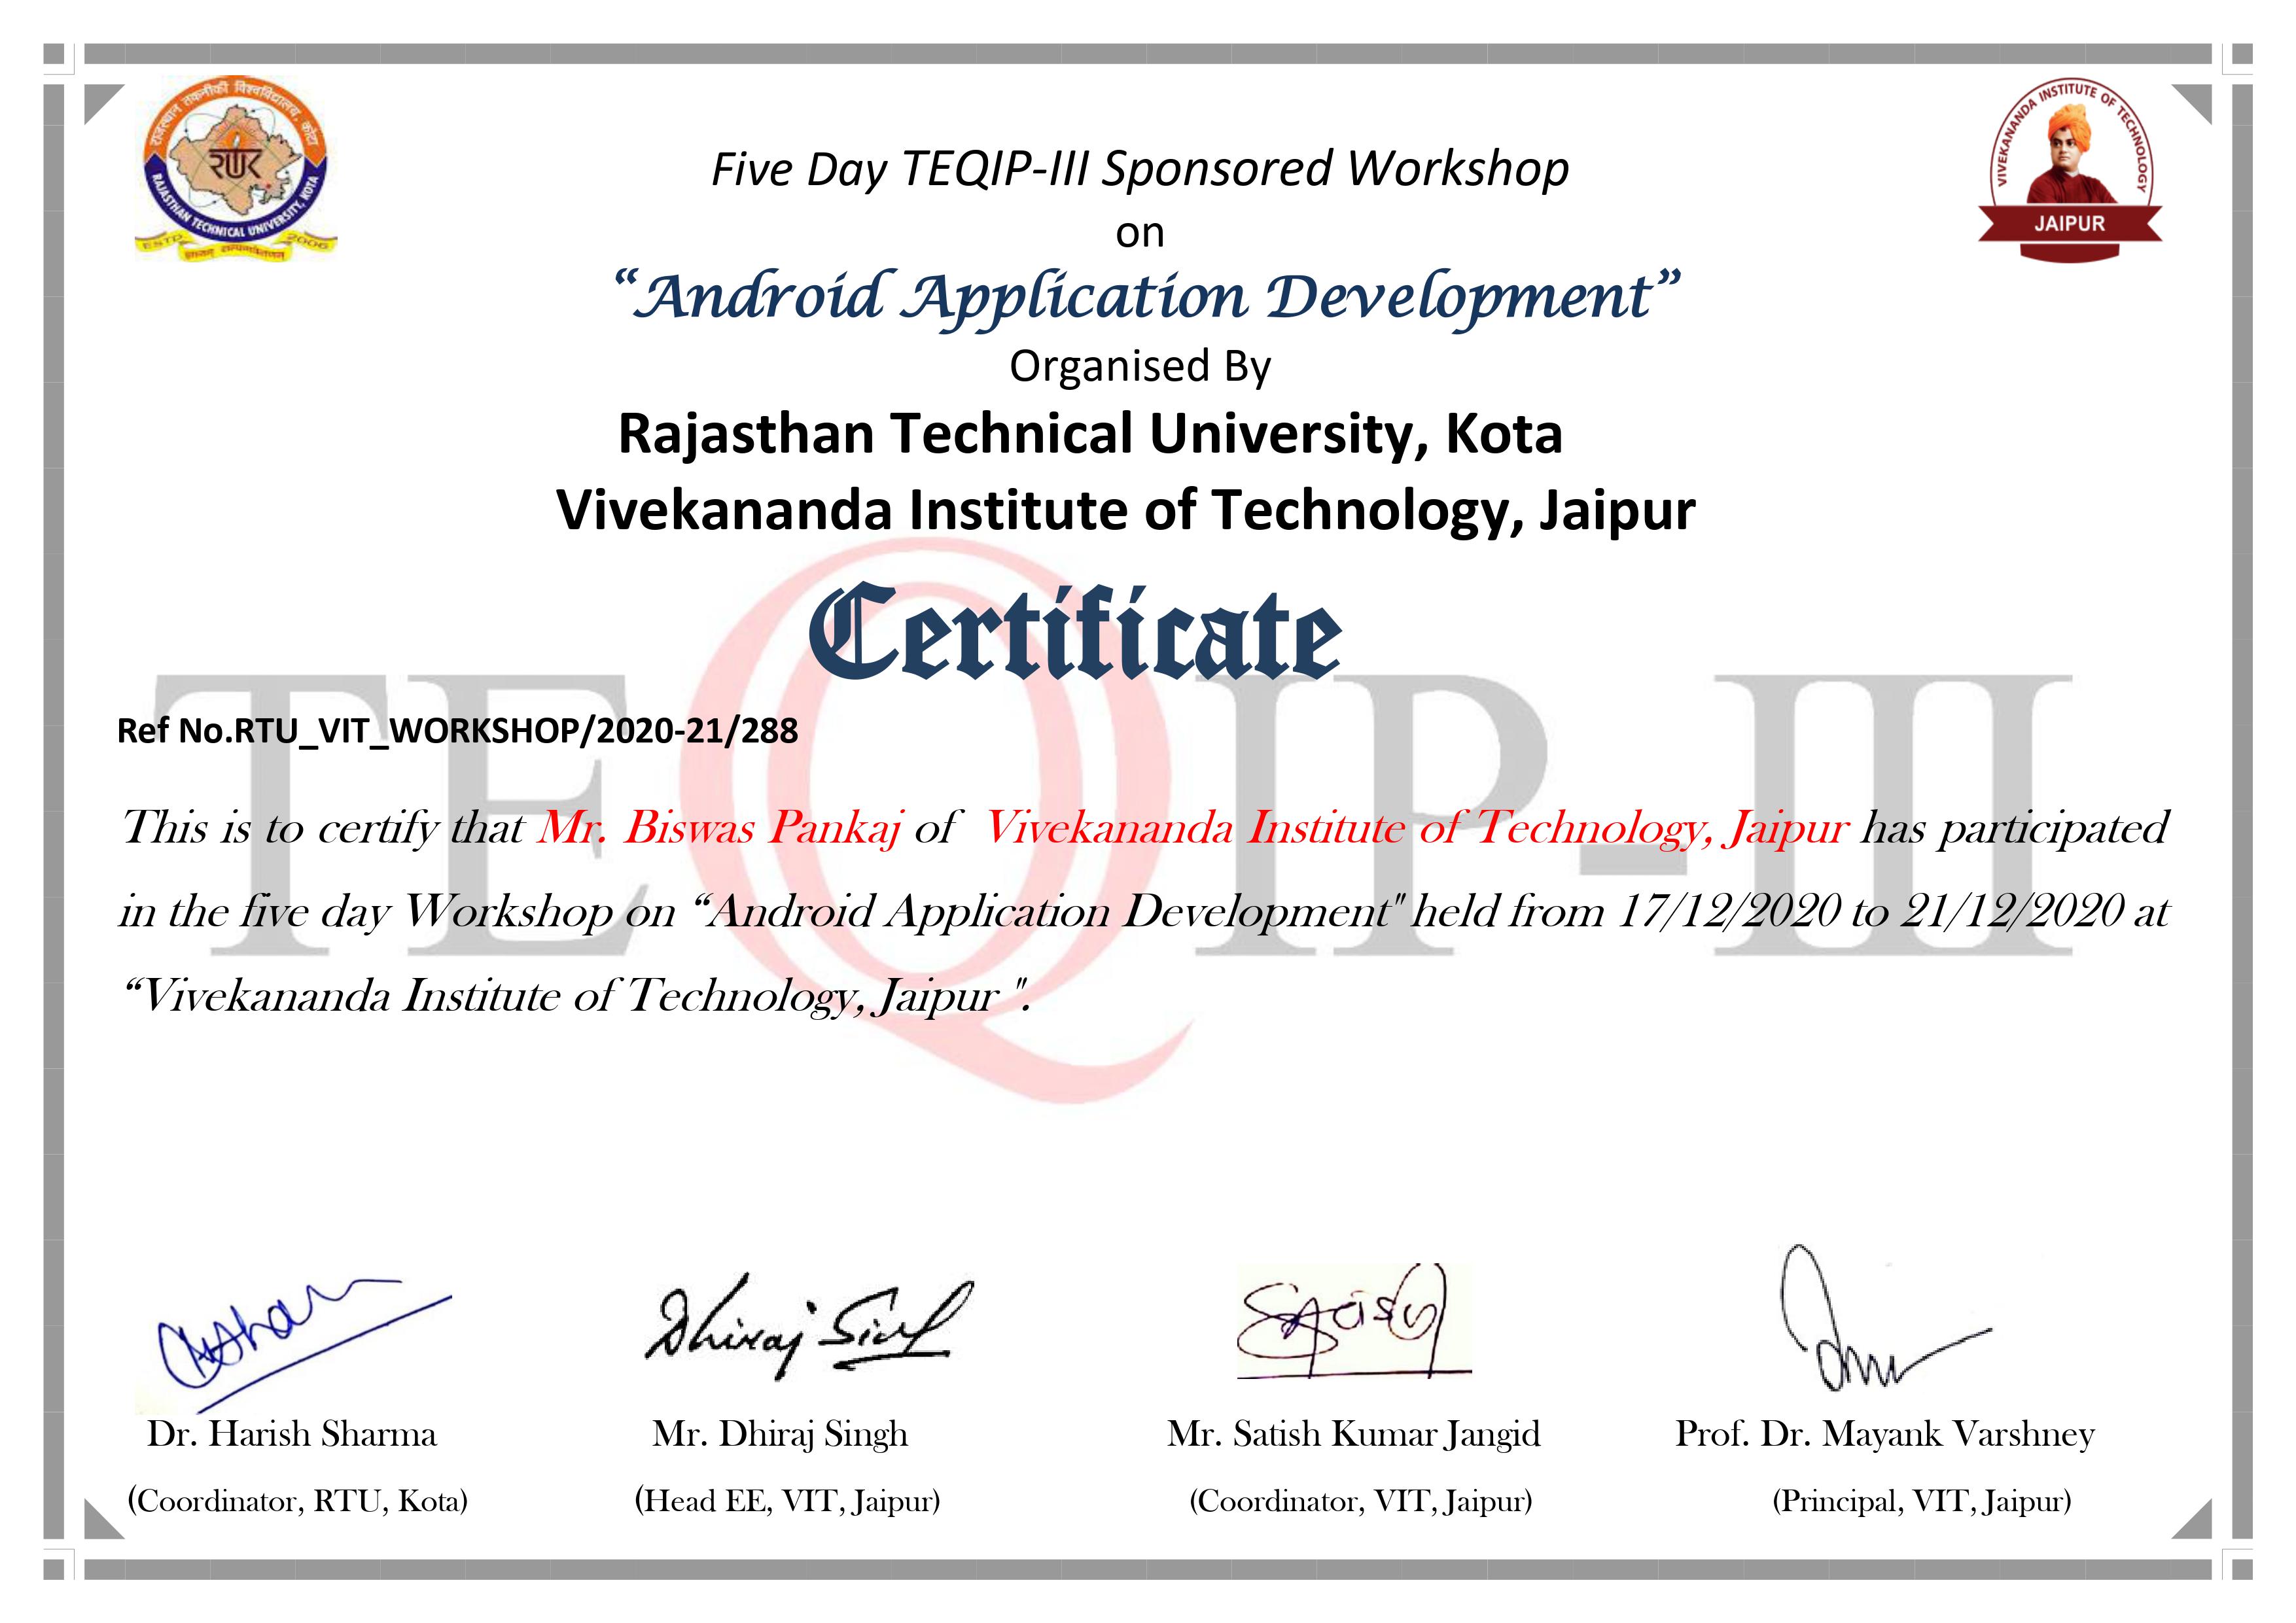 राजस्थान तकनीकी विश्वविद्यालय, कोटा
RAJASTHAN TECHNICAL UNIVERSITY, KOTA
ESTD 2006
VIVEKANANDA INSTITUTE OF TECHNOLOGY
JAIPUR
Five Day TEQIP-III Sponsored Workshop
on
“Android Application Development”
Organised By
Rajasthan Technical University, Kota
Vivekananda Institute of Technology, Jaipur
Certificate
TEQIP-III
Ref No.RTU_VIT_WORKSHOP/2020-21/288
This is to certify that Mr. Biswas Pankaj of Vivekananda Institute of Technology, Jaipur has participated
in the five day Workshop on “Android Application Development" held from 17/12/2020 to 21/12/2020 at
“Vivekananda Institute of Technology, Jaipur ".
Dhiraj Singh
Dr. Harish Sharma Mr. Dhiraj Singh Mr. Satish Kumar Jangid Prof. Dr. Mayank Varshney
(Coordinator, RTU, Kota) (Head EE, VIT, Jaipur) (Coordinator, VIT, Jaipur) (Principal, VIT, Jaipur)